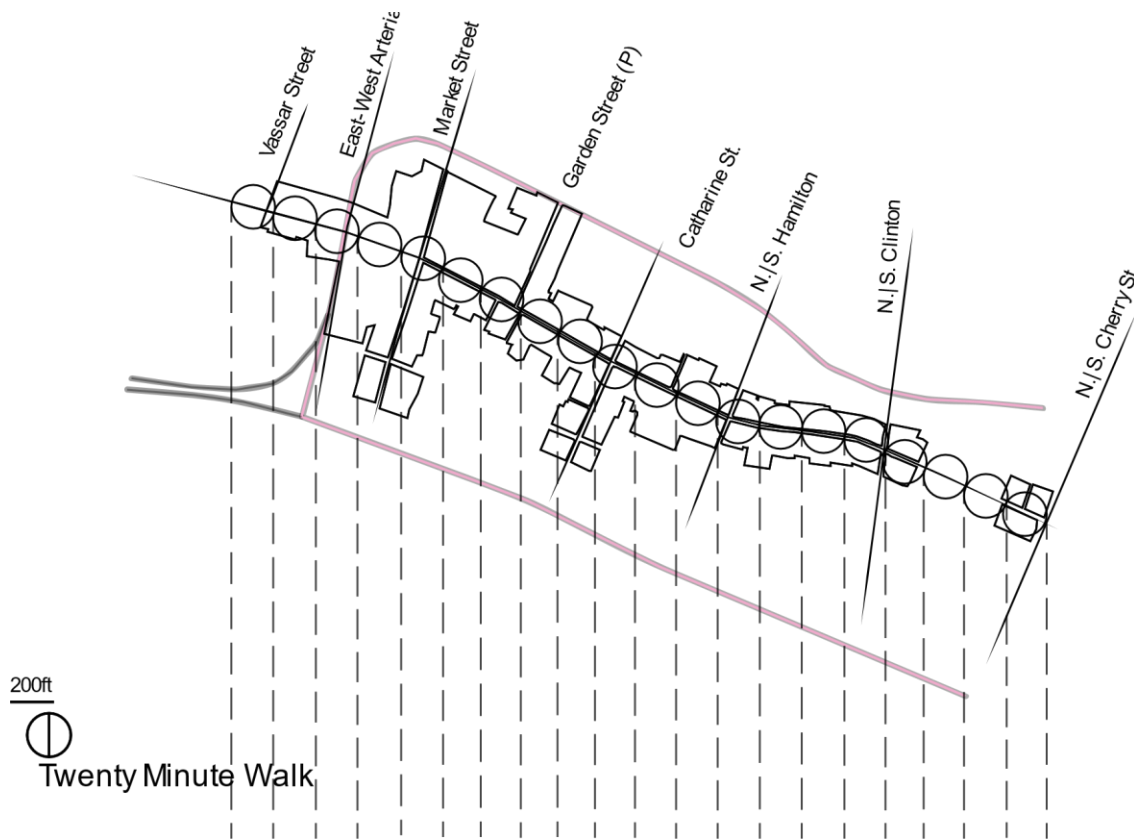 Vassar Street
East-West Arteria
Market Street
Garden Street (P)
Catharine St.
N.|S. Hamilton
N.|S. Clinton
N.|S. Cherry St
200ft
Twenty Minute Walk